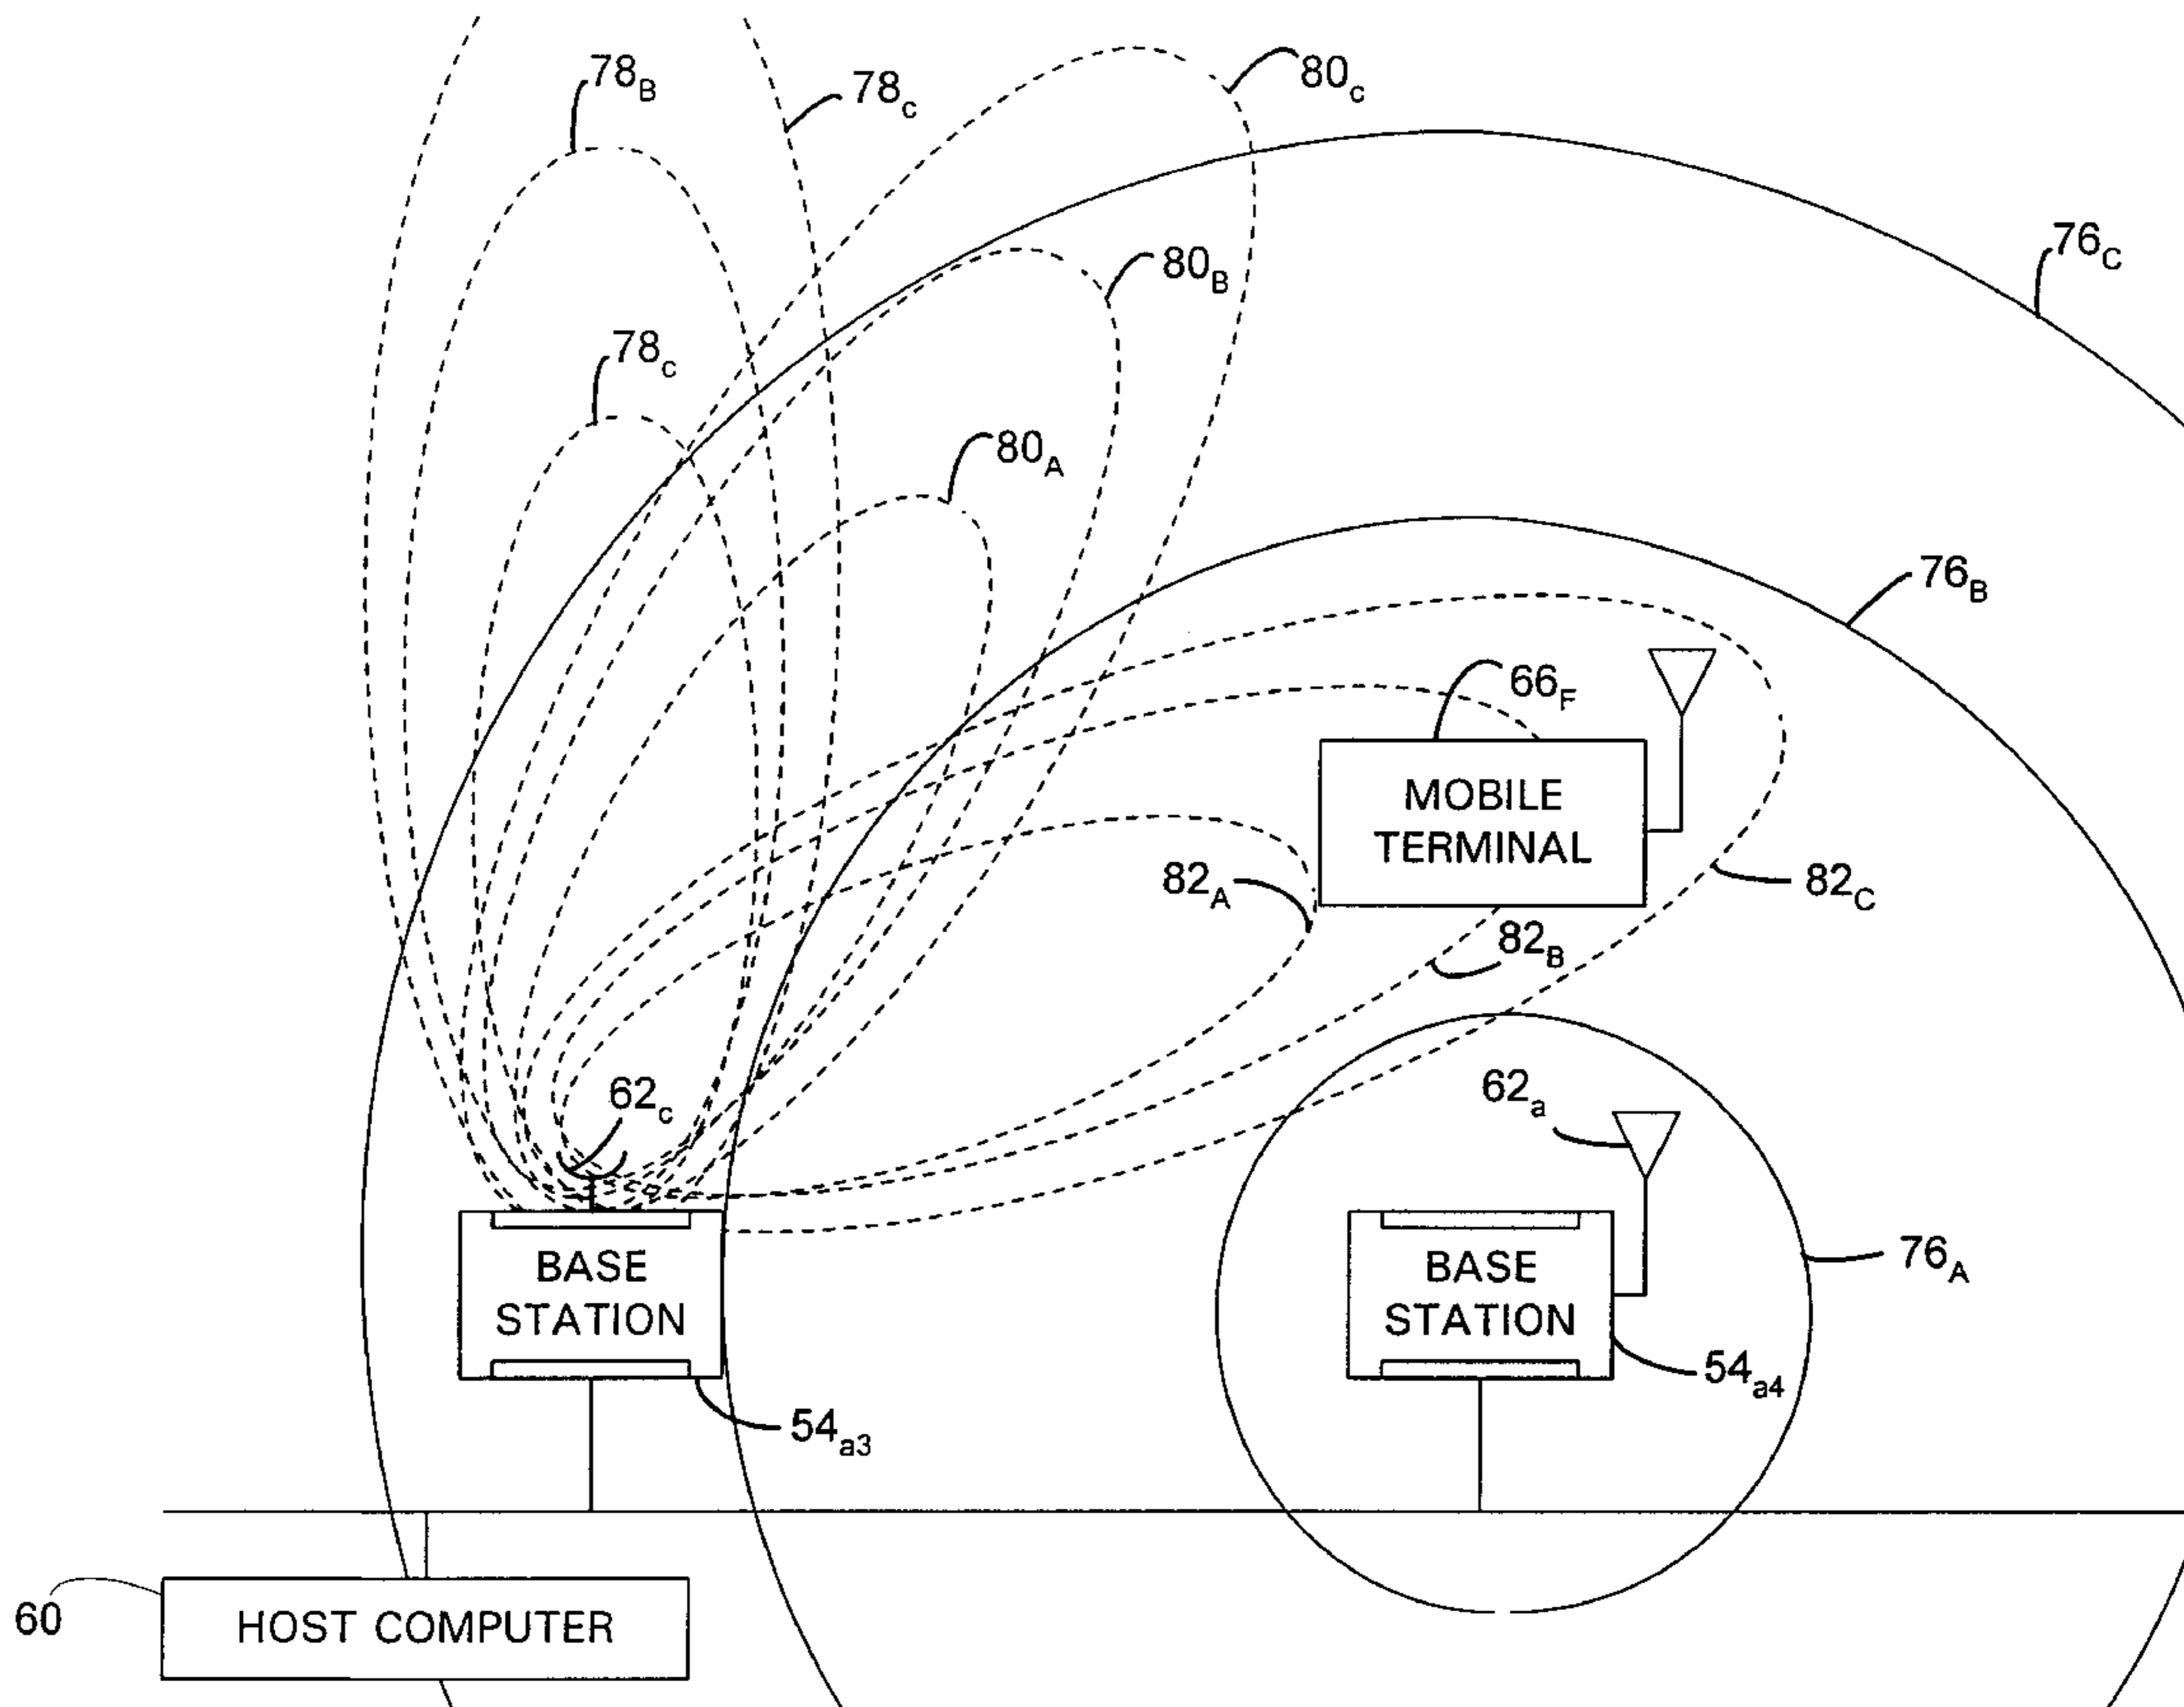 78B
78c
80c
76C
80B
78c
80A
76B
66F
MOBILE
TERMINAL
82A
82C
82B
62c
62a
BASE
STATION
BASE
STATION
76A
54a4
54a3
60
HOST COMPUTER